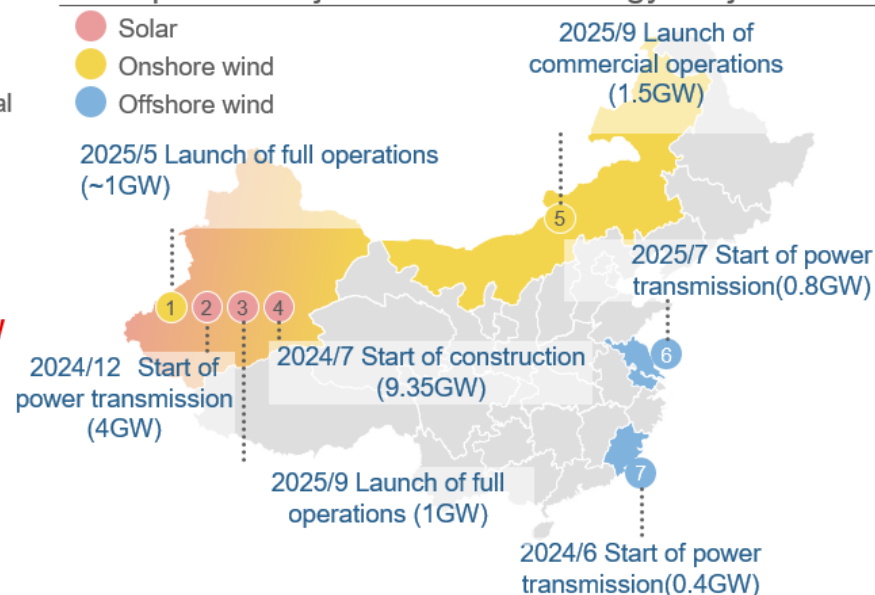 Solar
Onshore wind
Offshore wind
al
2025/9 Launch of
commercial operations
(1.5GW)
2025/5 Launch of full operations
(~1GW)
5
2025/7 Start of power
transmission(0.8GW)
1
2
3
4
6
2024/12 Start of
power transmission
(4GW)
2024/7 Start of construction
(9.35GW)
7
2025/9 Launch of full
operations (1GW)
2024/6 Start of power
transmission(0.4GW)